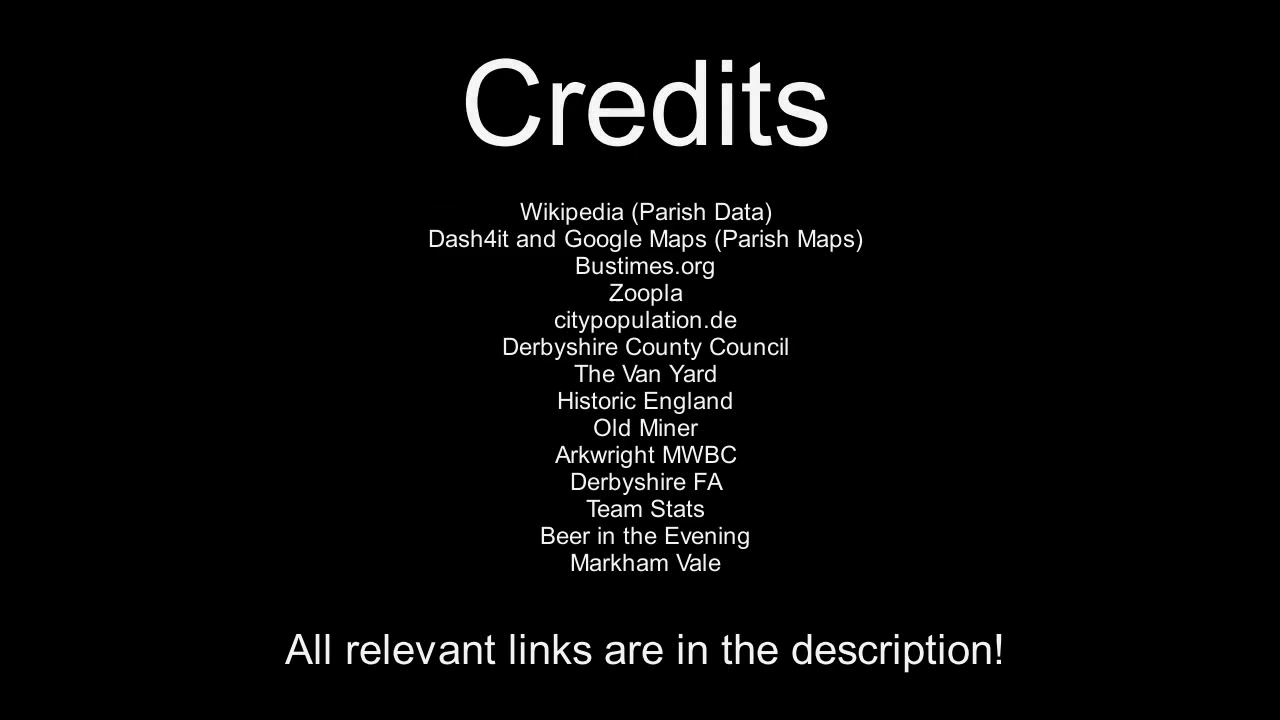 Credits
Wikipedia (Parish Data)
Dash4it and Google Maps (Parish Maps)
Bustimes.org
Zoopla
citypopulation.de
Derbyshire County Council
The Van Yard
Historic England
Old Miner
Arkwright MWBC
Derbyshire FA
Team Stats
Beer in the Evening
Markham Vale
All relevant links are in the description!